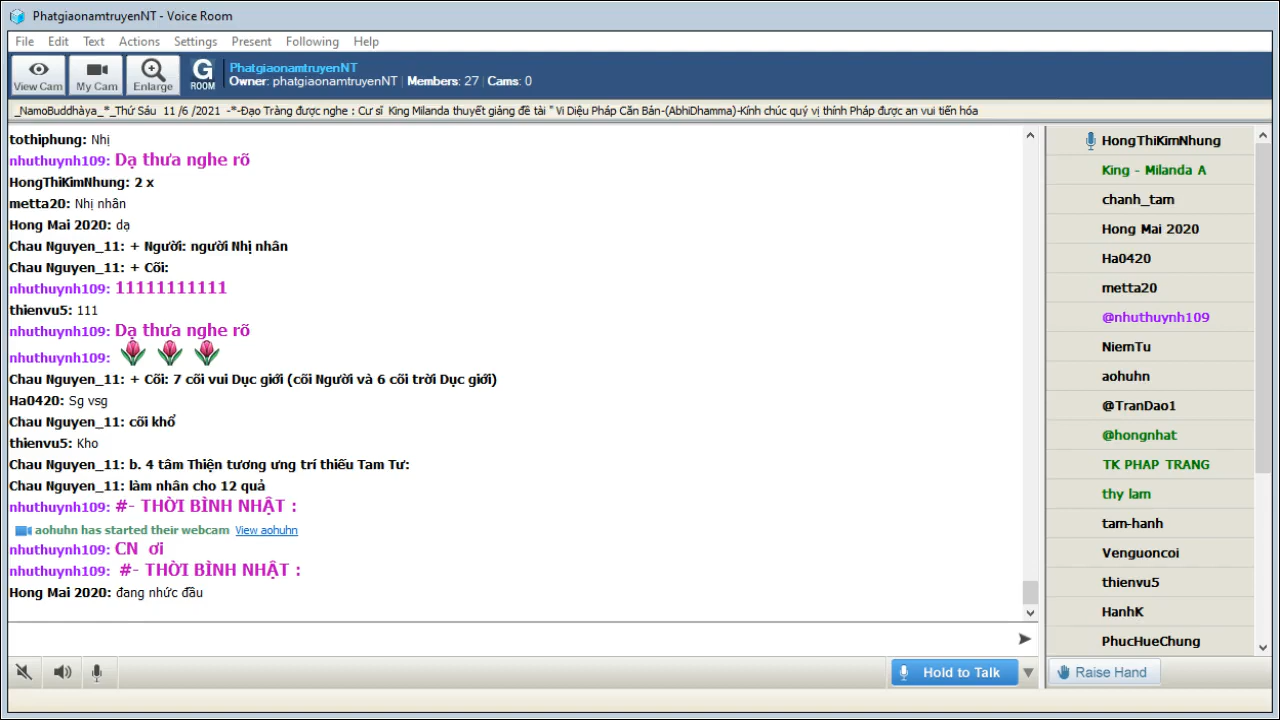 PhatgiaonamtruyenNT - Voice Room
File Edit Text Actions Settings Present Following Help
View Cam My Cam Enlarge
G ROOM
PhatgiaonamtruyenNT
Owner: phatgiaonamtruyenNT Members: 27 Cams: 0
_NamoBuddhàya_*_Thứ Sáu 11 /6 /2021 -*-Đạo Tràng được nghe : Cư sĩ King Milanda thuyết giảng đề tài " Vi Diệu Pháp Căn Bản-(AbhiDhamma)-Kính chúc quý vị thính Pháp được an vui tiến hóa
tothiphung: Nhị
nhuthuynh109: Dạ thưa nghe rõ
HongThiKimNhung: 2 x
metta20: Nhị nhân
Hong Mai 2020: dạ
Chau Nguyen_11: + Người: người Nhị nhân
Chau Nguyen_11: + Cõi:
nhuthuynh109: 11111111111
thienvu5: 111
nhuthuynh109: Dạ thưa nghe rõ
nhuthuynh109:
Chau Nguyen_11: + Cõi: 7 cõi vui Dục giới (cõi Người và 6 cõi trời Dục giới)
Ha0420: Sg vsg
Chau Nguyen_11: cõi khổ
thienvu5: Kho
Chau Nguyen_11: b. 4 tâm Thiện tương ưng trí thiếu Tam Tư:
Chau Nguyen_11: làm nhân cho 12 quả
nhuthuynh109: #- THỜI BÌNH NHẬT :
aohuhn has started their webcam View aohuhn
nhuthuynh109: CN ơi
nhuthuynh109: #- THỜI BÌNH NHẬT :
Hong Mai 2020: đang nhức đầu
HongThiKimNhung
King - Milanda A
chanh_tam
Hong Mai 2020
Ha0420
metta20
@nhuthuynh109
NiemTu
aohuhn
@TranDao1
@hongnhat
TK PHAP TRANG
thy lam
tam-hanh
Venguoncoi
thienvu5
HanhK
PhucHueChung
Hold to Talk
Raise Hand